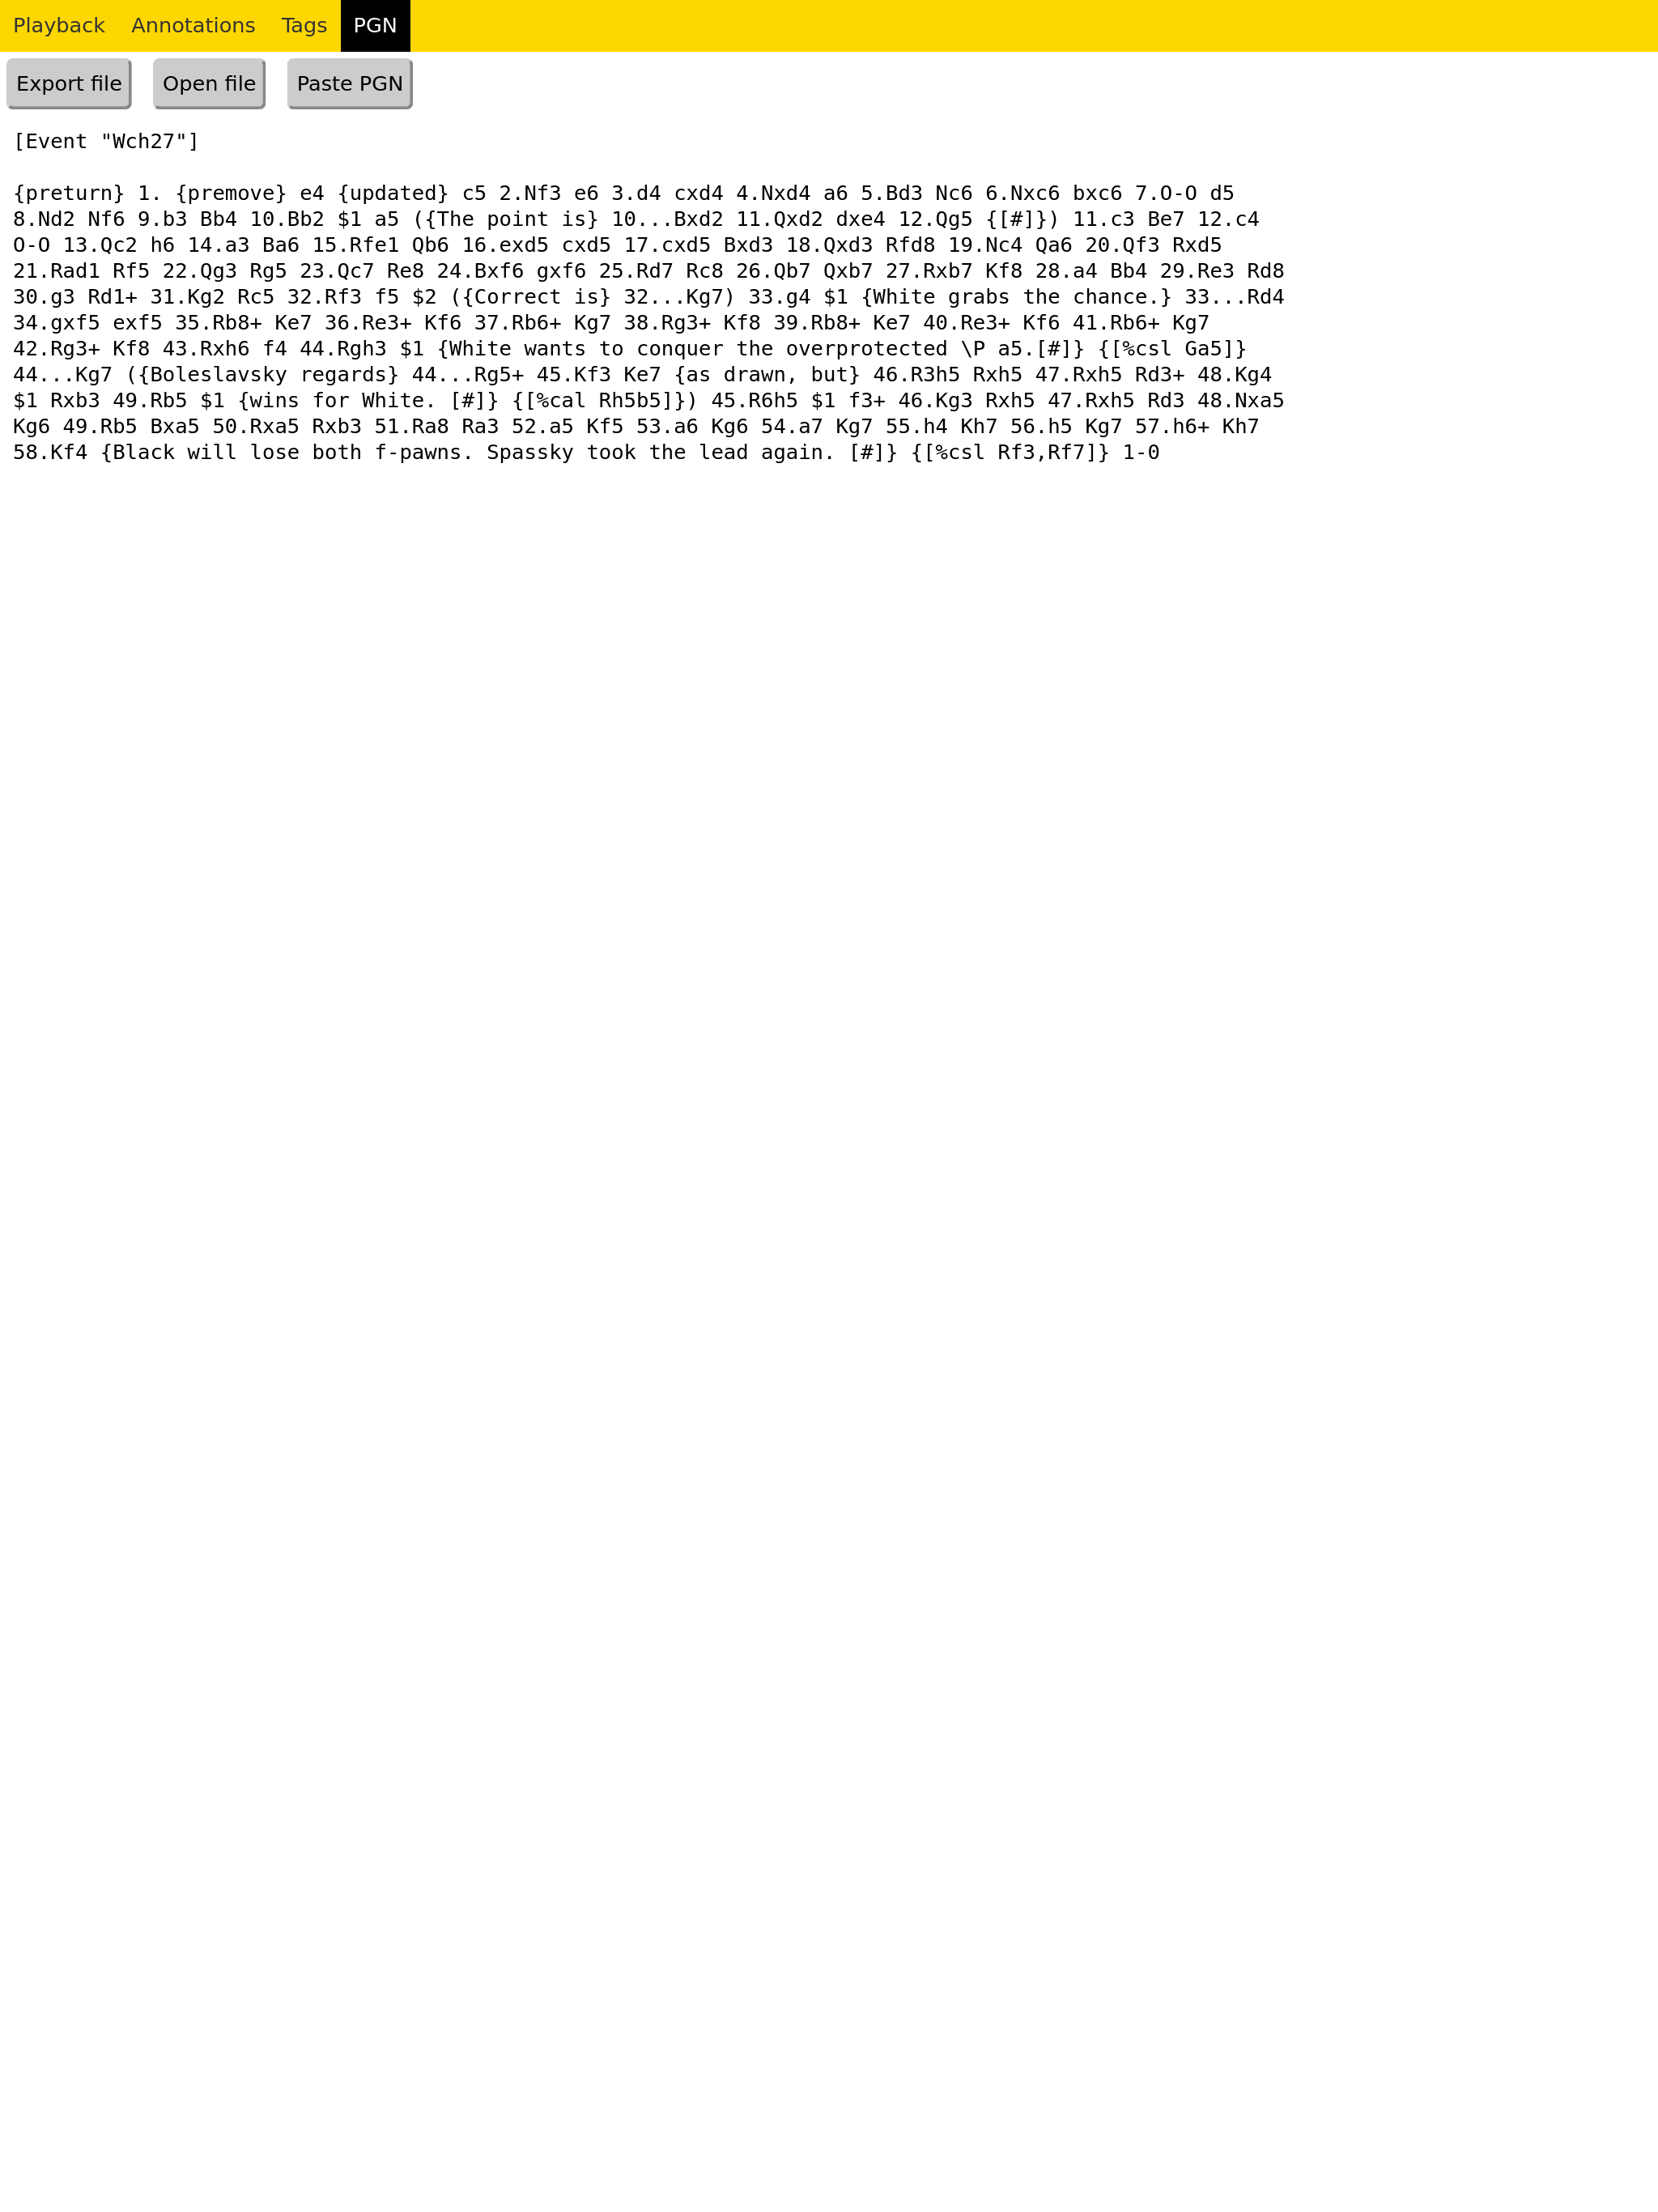 Playback Annotations Tags PGN
Export file Open file Paste PGN
[Event "Wch27"]
{preturn} 1. {premove} e4 {updated} c5 2.Nf3 e6 3.d4 cxd4 4.Nxd4 a6 5.Bd3 Nc6 6.Nxc6 bxc6 7.O-O d5
8.Nd2 Nf6 9.b3 Bb4 10.Bb2 $1 a5 ({The point is} 10...Bxd2 11.Qxd2 dxe4 12.Qg5 {[#]}) 11.c3 Be7 12.c4
O-O 13.Qc2 h6 14.a3 Ba6 15.Rfe1 Qb6 16.exd5 cxd5 17.cxd5 Bxd3 18.Qxd3 Rfd8 19.Nc4 Qa6 20.Qf3 Rxd5
21.Rad1 Rf5 22.Qg3 Rg5 23.Qc7 Re8 24.Bxf6 gxf6 25.Rd7 Rc8 26.Qb7 Qxb7 27.Rxb7 Kf8 28.a4 Bb4 29.Re3 Rd8
30.g3 Rd1+ 31.Kg2 Rc5 32.Rf3 f5 $2 ({Correct is} 32...Kg7) 33.g4 $1 {White grabs the chance.} 33...Rd4
34.gxf5 exf5 35.Rb8+ Ke7 36.Re3+ Kf6 37.Rb6+ Kg7 38.Rg3+ Kf8 39.Rb8+ Ke7 40.Re3+ Kf6 41.Rb6+ Kg7
42.Rg3+ Kf8 43.Rxh6 f4 44.Rgh3 $1 {White wants to conquer the overprotected \P a5.[#]} {[%csl Ga5]}
44...Kg7 ({Boleslavsky regards} 44...Rg5+ 45.Kf3 Ke7 {as drawn, but} 46.R3h5 Rxh5 47.Rxh5 Rd3+ 48.Kg4
$1 Rxb3 49.Rb5 $1 {wins for White. [#]} {[%cal Rh5b5]}) 45.R6h5 $1 f3+ 46.Kg3 Rxh5 47.Rxh5 Rd3 48.Nxa5
Kg6 49.Rb5 Bxa5 50.Rxa5 Rxb3 51.Ra8 Ra3 52.a5 Kf5 53.a6 Kg6 54.a7 Kg7 55.h4 Kh7 56.h5 Kg7 57.h6+ Kh7
58.Kf4 {Black will lose both f-pawns. Spassky took the lead again. [#]} {[%csl Rf3,Rf7]} 1-0